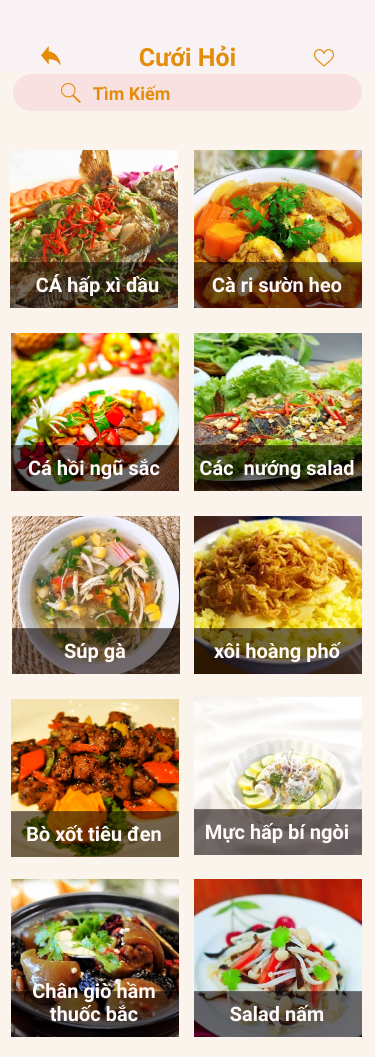 Cưới Hỏi
Tìm Kiếm
CÁ hấp xì dầu
Cà ri sườn heo
Cá hồi ngũ sắc
Các nướng salad
Súp gà
xôi hoàng phố
Bò xốt tiêu đen
Mực hấp bí ngòi
Chân giò hầm
thuốc bắc
Salad nấm